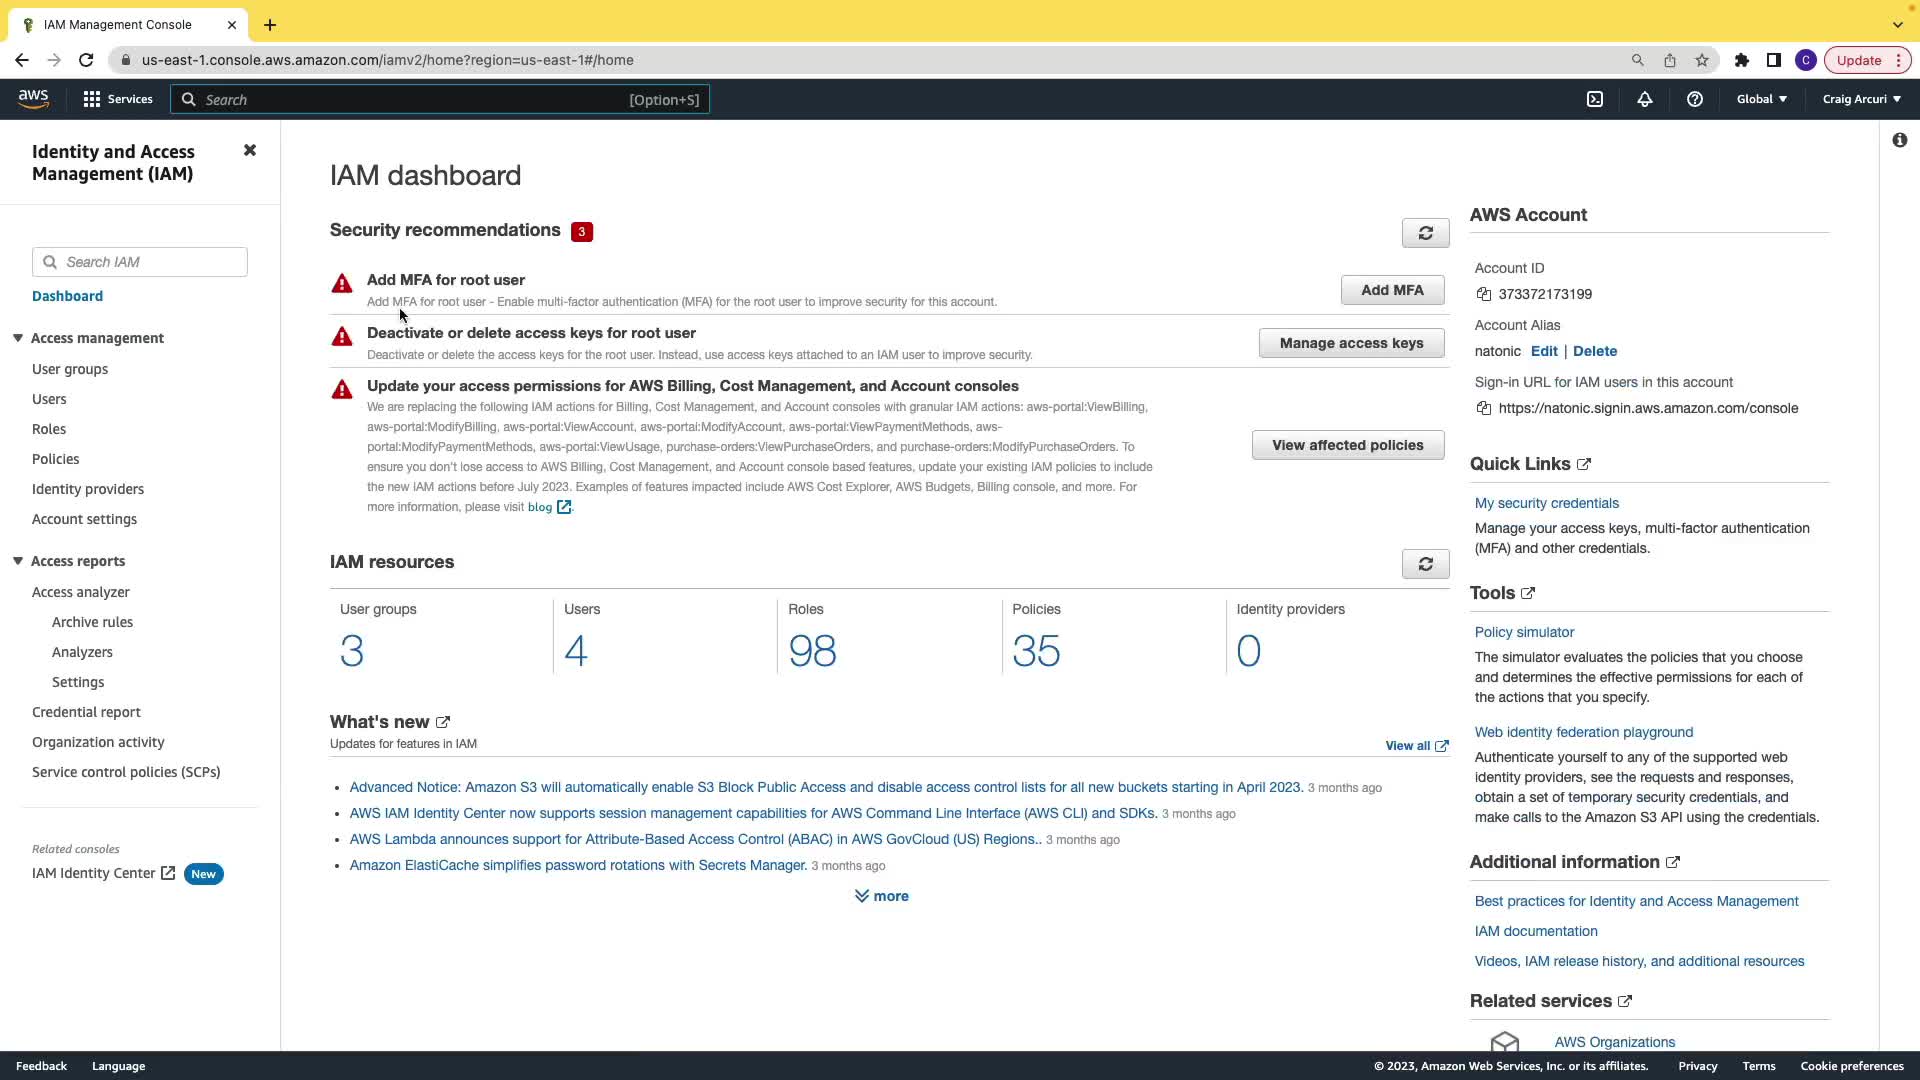 IAM Management Console
us-east-1.console.aws.amazon.com/iamv2/home?region=us-east-1#/home
C
Update
aws
Services
Search
[Option+S]
Global
Craig Arcuri
Identity and Access
Management (IAM)
Search IAM
Dashboard
Access management
User groups
Users
Roles
Policies
Identity providers
Account settings
Access reports
Access analyzer
Archive rules
Analyzers
Settings
Credential report
Organization activity
Service control policies (SCPs)
Related consoles
IAM Identity Center
New
IAM dashboard
Security recommendations 3
Add MFA for root user
Add MFA for root user - Enable multi-factor authentication (MFA) for the root user to improve security for this account.
Add MFA
Deactivate or delete access keys for root user
Deactivate or delete the access keys for the root user. Instead, use access keys attached to an IAM user to improve security.
Manage access keys
Update your access permissions for AWS Billing, Cost Management, and Account consoles
We are replacing the following IAM actions for Billing, Cost Management, and Account consoles with granular IAM actions: aws-portal:ViewBilling,
aws-portal:ModifyBilling, aws-portal:ViewAccount, aws-portal:ModifyAccount, aws-portal:ViewPaymentMethods, aws-
portal:ModifyPaymentMethods, aws-portal:ViewUsage, purchase-orders:ViewPurchaseOrders, and purchase-orders:ModifyPurchaseOrders. To
ensure you don't lose access to AWS Billing, Cost Management, and Account console based features, update your existing IAM policies to include
the new IAM actions before July 2023. Examples of features impacted include AWS Cost Explorer, AWS Budgets, Billing console, and more. For
more information, please visit blog .
View affected policies
IAM resources
User groups
3
Users
4
Roles
98
Policies
35
Identity providers
0
What's new
Updates for features in IAM
View all
• Advanced Notice: Amazon S3 will automatically enable S3 Block Public Access and disable access control lists for all new buckets starting in April 2023. 3 months ago
• AWS IAM Identity Center now supports session management capabilities for AWS Command Line Interface (AWS CLI) and SDKs. 3 months ago
• AWS Lambda announces support for Attribute-Based Access Control (ABAC) in AWS GovCloud (US) Regions.. 3 months ago
• Amazon ElastiCache simplifies password rotations with Secrets Manager. 3 months ago
more
AWS Account
Account ID
373372173199
Account Alias
natonic Edit | Delete
Sign-in URL for IAM users in this account
https://natonic.signin.aws.amazon.com/console
Quick Links
My security credentials
Manage your access keys, multi-factor authentication
(MFA) and other credentials.
Tools
Policy simulator
The simulator evaluates the policies that you choose
and determines the effective permissions for each of
the actions that you specify.
Web identity federation playground
Authenticate yourself to any of the supported web
identity providers, see the requests and responses,
obtain a set of temporary security credentials, and
make calls to the Amazon S3 API using the credentials.
Additional information
Best practices for Identity and Access Management
IAM documentation
Videos, IAM release history, and additional resources
Related services
AWS Organizations
Feedback
Language
© 2023, Amazon Web Services, Inc. or its affiliates.
Privacy
Terms
Cookie preferences